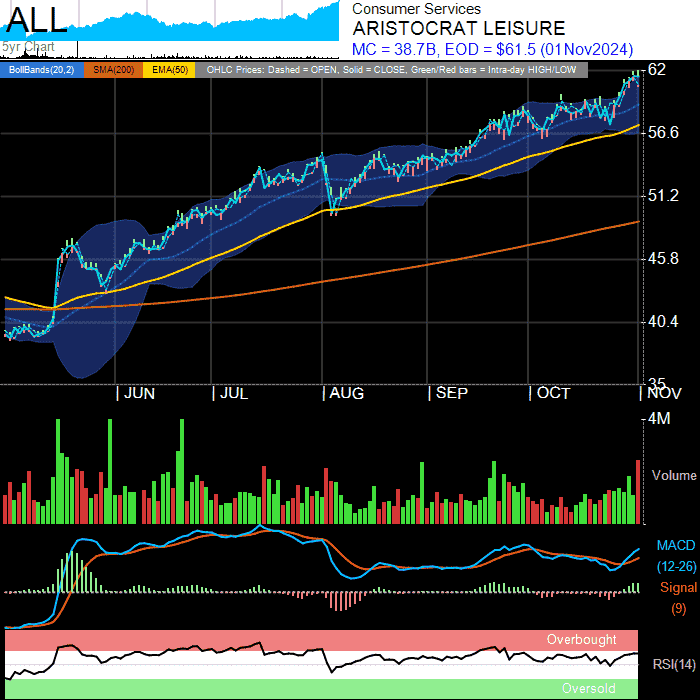 ALL
5yr Chart
Consumer Services
ARISTOCRAT LEISURE
MC = 38.7B, EOD = $61.5 (01Nov2024)
BollBands(20,2) SMA(200) EMA(50) OHLC Prices: Dashed = OPEN, Solid = CLOSE, Green/Red bars = Intra-day HIGH/LOW
62
56.6
51.2
45.8
40.4
35
JUN JUL AUG SEP OCT NOV
4M
Volume
MACD
(12-26)
Signal
(9)
Overbought
RSI(14)
Oversold